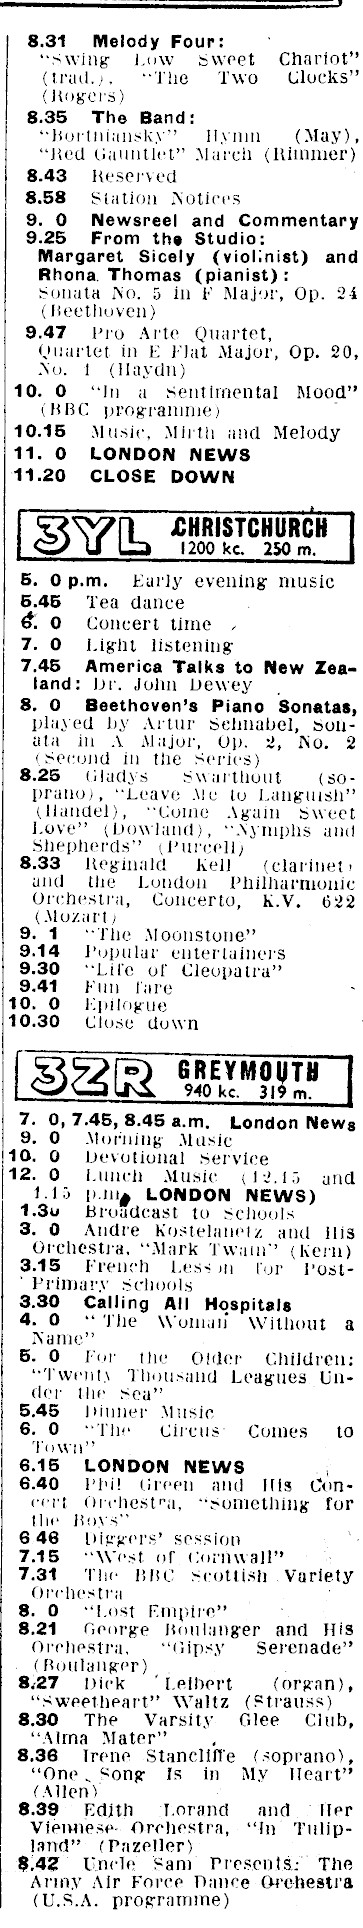 8.31 Melody Four:
"Swing Low Sweet Chariot"
(trad.), "The Two Clocks"
(Rogers)
8.35 The Band:
"Bortniansky" Hymn (May),
"Red Gauntlet" March (Rimmer)
8.43 Reserved
8.58 Station Notices
9. 0 Newsreel and Commentary
9.25 From the Studio:
Margaret Sicely (violinist) and
Rhona Thomas (pianist):
Sonata No. 5 in F Major, Op. 24
(Beethoven)
9.47 Pro Arte Quartet,
Quartet in E Flat Major, Op. 20,
No. 1 (Haydn)
10. 0 "In a Sentimental Mood"
(BBC programme)
10.15 Music, Mirth and Melody
11. 0 LONDON NEWS
11.20 CLOSE DOWN
3YL CHRISTCHURCH
1200 kc. 250 m.
5. 0 p.m. Early evening music
5.45 Tea dance
6. 0 Concert time
7. 0 Light listening
7.45 America Talks to New Zea-
land: Dr. John Dewey
8. 0 Beethoven's Piano Sonatas,
played by Artur Schnabel, Son-
ata in A Major, Op. 2, No. 2
(Second in the Series)
8.25 Gladys Swarthout (so-
prano), "Leave Me to Languish"
(Handel), "Come Again Sweet
Love" (Dowland), "Nymphs and
Shepherds" (Purcell)
8.33 Reginald Kell (clarinet)
and the London Philharmonic
Orchestra, Concerto, K.V. 622
(Mozart)
9. 1 "The Moonstone"
9.14 Popular entertainers
9.30 "Life of Cleopatra"
9.41 Fun fare
10. 0 Epilogue
10.30 Close down
3ZR GREYMOUTH
940 kc. 319 m.
7. 0, 7.45, 8.45 a.m. London News
9. 0 Morning Music
10. 0 Devotional Service
12. 0 Lunch Music (12.15 and
1.15 p.m., LONDON NEWS)
1.30 Broadcast to Schools
3. 0 Andre Kostelanetz and His
Orchestra, "Mark Twain" (Kern)
3.15 French Lesson for Post-
Primary Schools
3.30 Calling All Hospitals
4. 0 "The Woman Without a
Name"
5. 0 For the Older Children:
"Twenty Thousand Leagues Un-
der the Sea"
5.45 Dinner Music
6. 0 "The Circus Comes to
Town"
6.15 LONDON NEWS
6.40 Phil Green and His Con-
cert Orchestra, "Something for
the Boys"
6 46 Diggers' session
7.15 "West of Cornwall"
7.31 The BBC Scottish Variety
Orchestra
8. 0 "Lost Empire"
8.21 George Boulanger and His
Orchestra, "Gipsy Serenade"
(Boulanger)
8.27 Dick Leibert (organ),
"Sweetheart" Waltz (Strauss)
8.30 The Varsity Glee Club,
"Alma Mater"
8.36 Irene Stancliffe (soprano),
"One Song Is in My Heart"
(Allen)
8.39 Edith Lorand and Her
Viennese Orchestra, "In Tulip-
land" (Pazeller)
8.42 Uncle Sam Presents: The
Army Air Force Dance Orchestra
(U.S.A. programme)